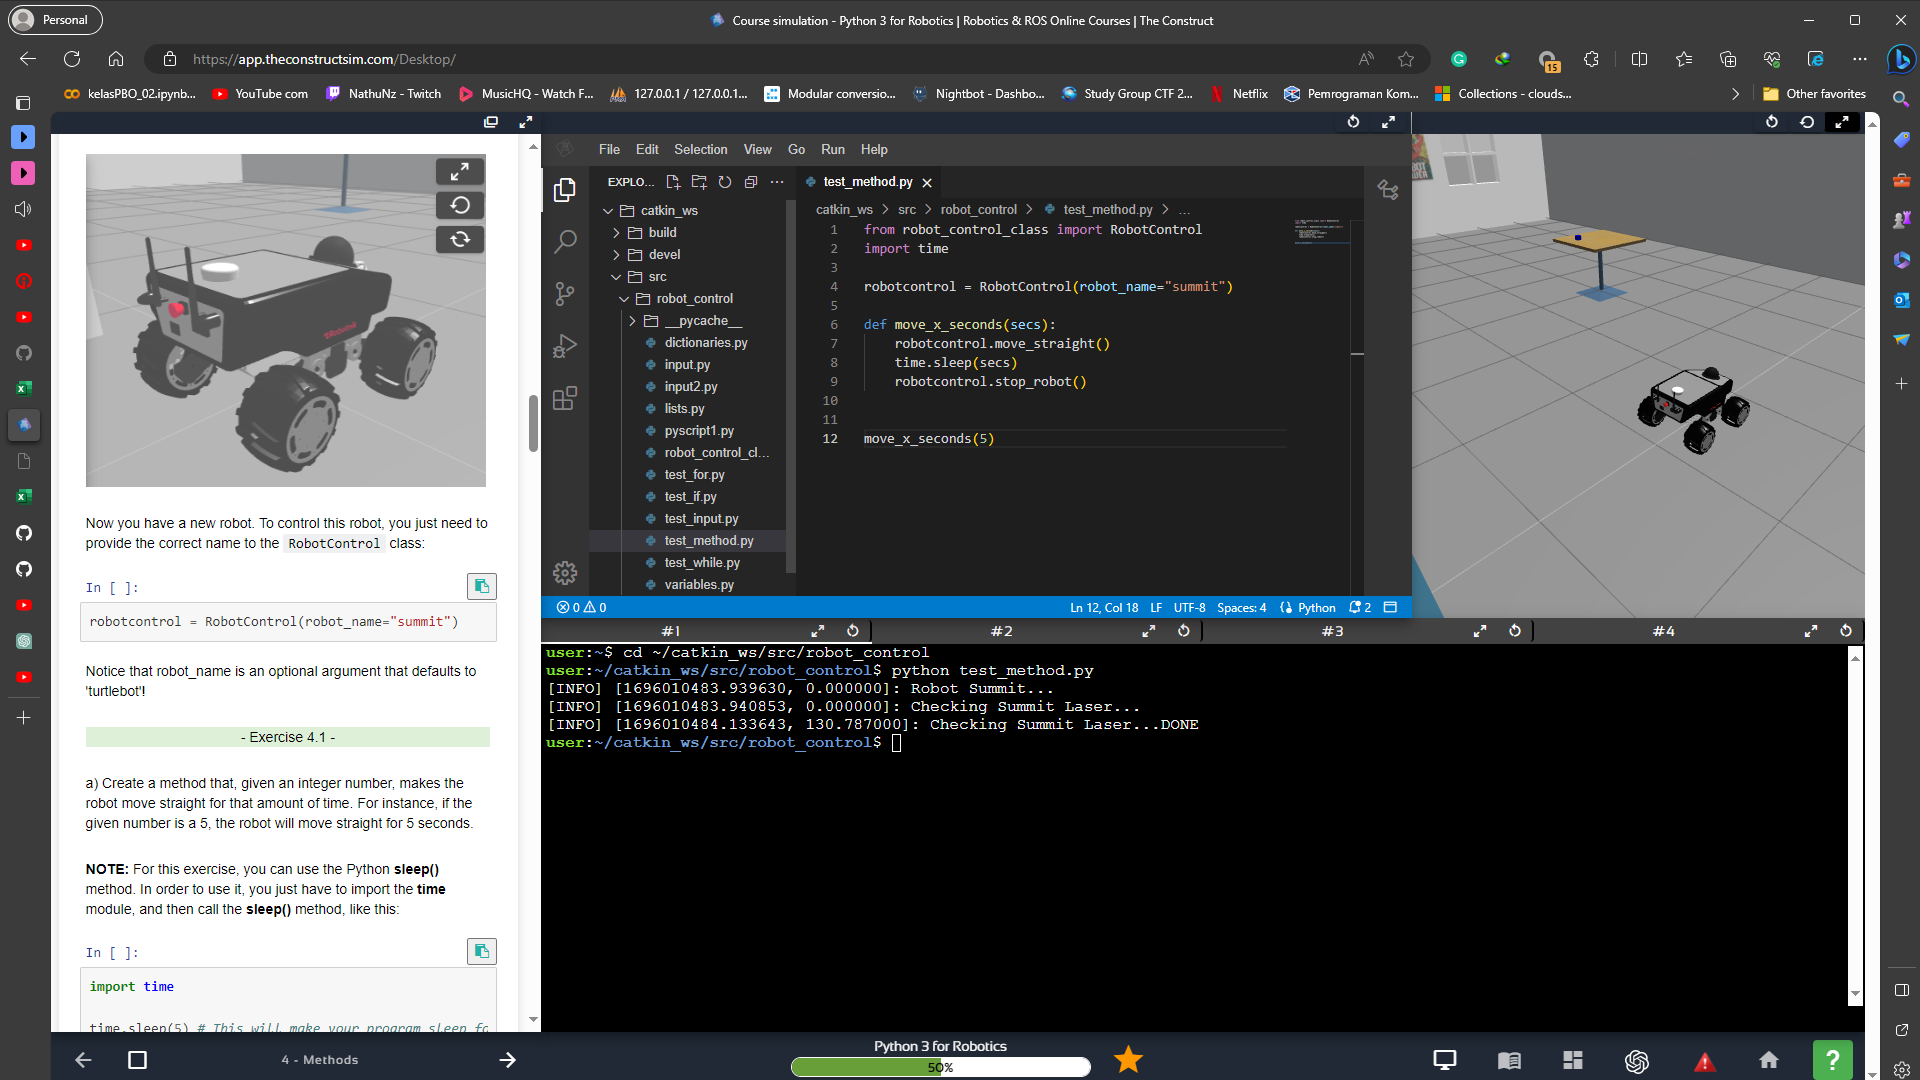 Personal
Course simulation - Python 3 for Robotics | Robotics & ROS Online Courses | The Construct
https://app.theconstructsim.com/Desktop/
15
kelasPBO_02.ipynb...
YouTube com
NathuNz - Twitch
MusicHQ - Watch F...
127.0.0.1 / 127.0.0.1...
Modular conversio...
Nightbot - Dashbo...
Study Group CTF 2...
Netflix
Pemrograman Kom...
Collections - clouds...
Other favorites
Now you have a new robot. To control this robot, you just need to
provide the correct name to the RobotControl class:
In [ ]:
robotcontrol = RobotControl(robot_name="summit")
Notice that robot_name is an optional argument that defaults to
'turtlebot'!
- Exercise 4.1 -
a) Create a method that, given an integer number, makes the
robot move straight for that amount of time. For instance, if the
given number is a 5, the robot will move straight for 5 seconds.
NOTE: For this exercise, you can use the Python sleep()
method. In order to use it, you just have to import the time
module, and then call the sleep() method, like this:
In [ ]:
import time
time.sleep(5) # This will make your program sleep fo
File Edit Selection View Go Run Help
EXPLO...
catkin_ws
build
devel
src
robot_control
__pycache__
dictionaries.py
input.py
input2.py
lists.py
pyscript1.py
robot_control_cl...
test_for.py
test_if.py
test_input.py
test_method.py
test_while.py
variables.py
test_method.py
catkin_ws > src > robot_control > test_method.py > ...
1 from robot_control_class import RobotControl
2 import time
3
4 robotcontrol = RobotControl(robot_name="summit")
5
6 def move_x_seconds(secs):
7 robotcontrol.move_straight()
8 time.sleep(secs)
9 robotcontrol.stop_robot()
10
11
12 move_x_seconds(5)
0 0
Ln 12, Col 18 LF UTF-8 Spaces: 4 Python 2
#1 #2 #3 #4
user:~$ cd ~/catkin_ws/src/robot_control
user:~/catkin_ws/src/robot_control$ python test_method.py
[INFO] [1696010483.939630, 0.000000]: Robot Summit...
[INFO] [1696010483.940853, 0.000000]: Checking Summit Laser...
[INFO] [1696010484.133643, 130.787000]: Checking Summit Laser...DONE
user:~/catkin_ws/src/robot_control$
4 - Methods
Python 3 for Robotics
50%
?